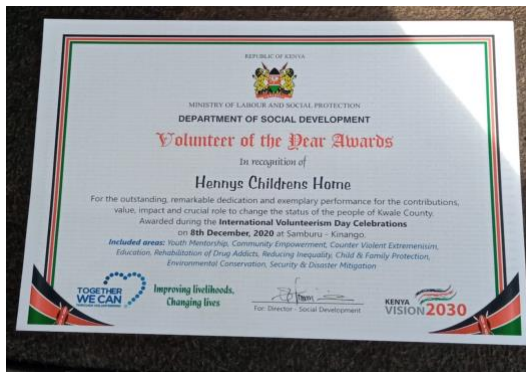 REPUBLIC OF KENYA
MINISTRY OF LABOUR AND SOCIAL PROTECTION
DEPARTMENT OF SOCIAL DEVELOPMENT
Volunteer of the Year Awards
In recognition of
Hennys Childrens Home
For the outstanding, remarkable dedication and exemplary performance for the contributions,
value, impact and crucial role to change the status of the people of Kwale County.
Awarded during the International Volunteerism Day Celebrations
on 8th December, 2020 at Samburu - Kinango.
Included areas: Youth Mentorship, Community Empowerment, Counter Violent Extremenisim,
Education, Rehabilitation of Drug Addicts, Reducing Inequality, Child & Family Protection,
Environmental Conservation, Security & Disaster Mitigation
TOGETHER
WE CAN
THROUGH VOLUNTEERING
Improving livelihoods,
Changing lives
For: Director - Social Development
KENYA
VISION 2030